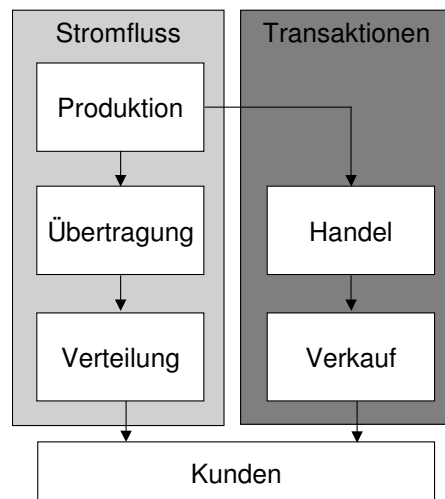 Stromfluss
Transaktionen
Produktion
Übertragung
Handel
Verteilung
Verkauf
Kunden